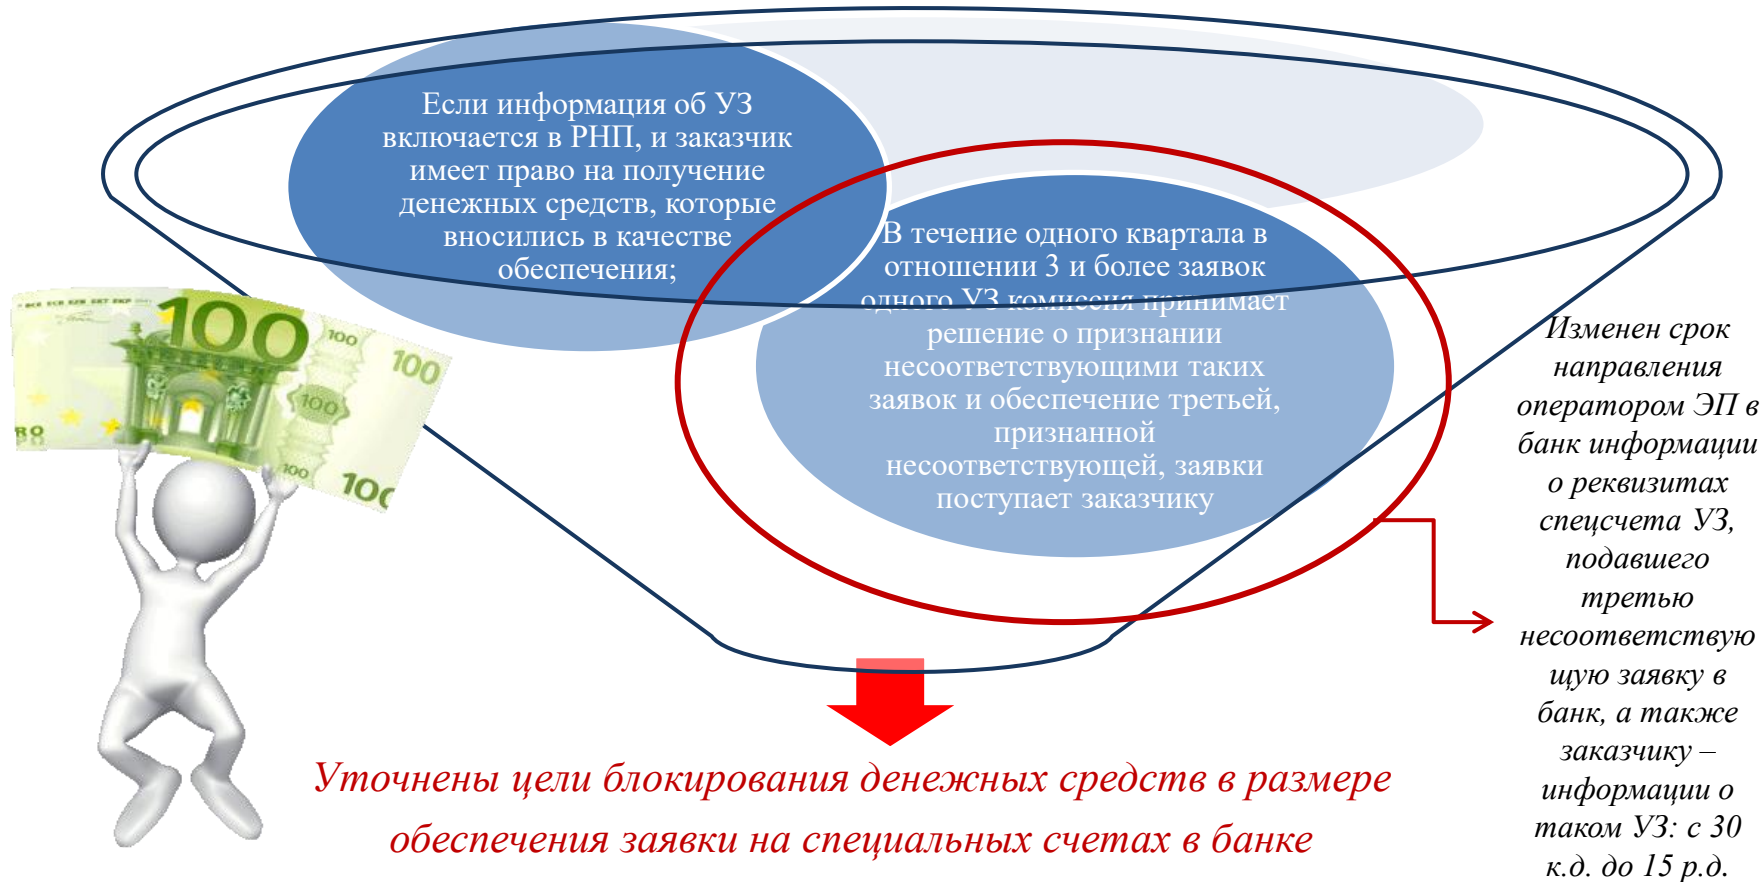 Если информация об УЗ
включается в РНП, и заказчик
имеет право на получение
денежных средств, которые
вносились в качестве
обеспечения;
В течение одного квартала в
отношении 3 и более заявок
одного УЗ комиссия принимает
решение о признании
несоответствующими таких
заявок и обеспечение третьей,
признанной
несоответствующей, заявки
поступает заказчику
Изменен срок
направления
оператором ЭП в
банк информации
о реквизитах
спецсчета УЗ,
подавшего
третью
несоответствую
щую заявку в
банк, а также
заказчику –
информации о
таком УЗ: с 30
к.д. до 15 р.д.
100
100
100
100
100
100
Уточнены цели блокирования денежных средств в размере
обеспечения заявки на специальных счетах в банке